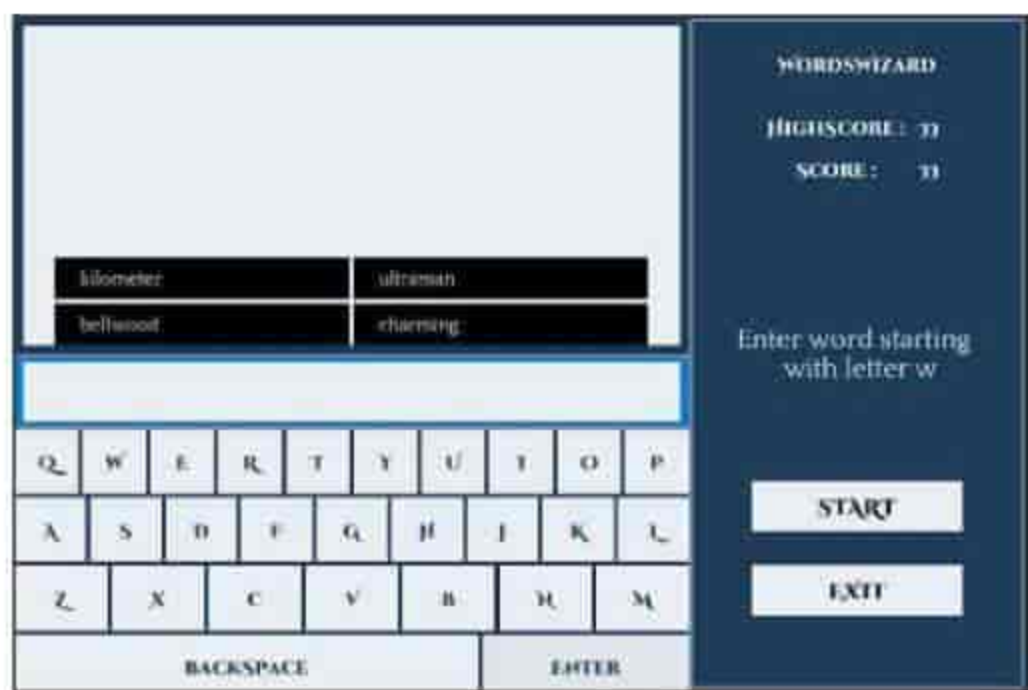 WORDSWIZARD
HIGHSCORE : 33
SCORE : 33
kilometer ultraman
bellwood charming
Enter word starting
with letter w
Q W E R T Y U I O P
A S D F G H J K L
START
Z X C V B N M
EXIT
BACKSPACE ENTER